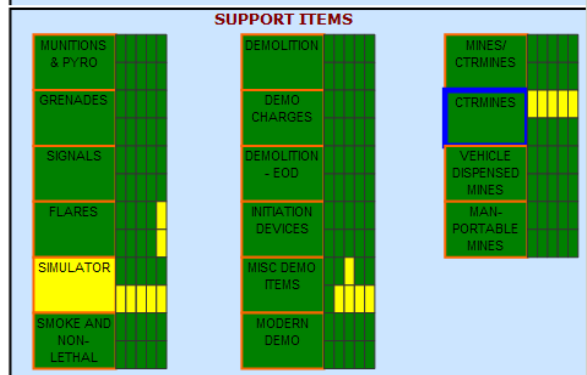 SUPPORT ITEMS
MUNITIONS
& PYRO
GRENADES
SIGNALS
FLARES
SIMULATOR
SMOKE AND
NON-
LETHAL
DEMOLITION
DEMO
CHARGES
DEMOLITION
- EOD
INITIATION
DEVICES
MISC DEMO
ITEMS
MODERN
DEMO
MINES/
CTRMINES
CTRMINES
VEHICLE
DISPENSED
MINES
MAN-
PORTABLE
MINES